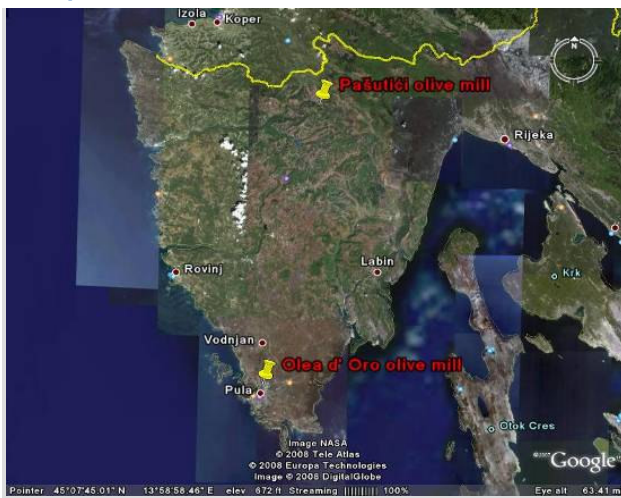 Izola
Koper
Pašutići olive mill
N
Rijeka
Rovinj
Labin
Krk
Vodnjan
Olea d' Oro olive mill
Pula
Otok Cres
Image NASA
© 2008 Tele Atlas
© 2008 Europa Technologies
Image © 2008 DigitalGlobe
Google
Pointer 45°07'45.01" N 13°58'58.46" E elev 672 ft Streaming |||||||||| 100% Eye alt 63.41 m